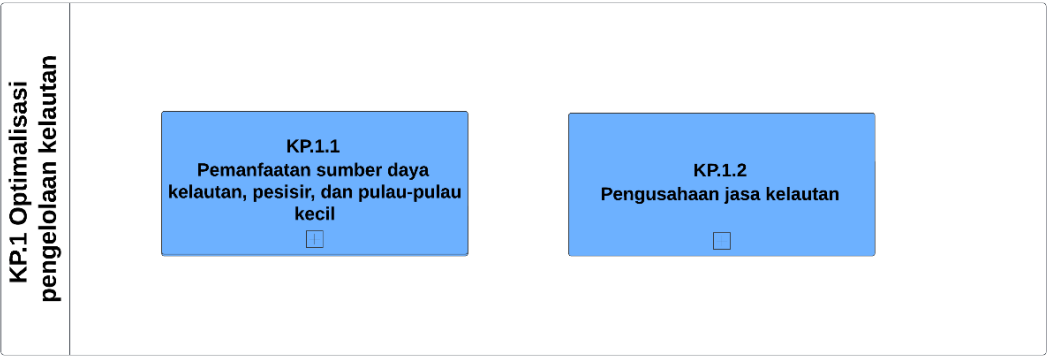 KP.1 Optimalisasi
pengelolaan kelautan
KP.1.1
Pemanfaatan sumber daya
kelautan, pesisir, dan pulau-pulau
kecil
KP.1.2
Pengusahaan jasa kelautan